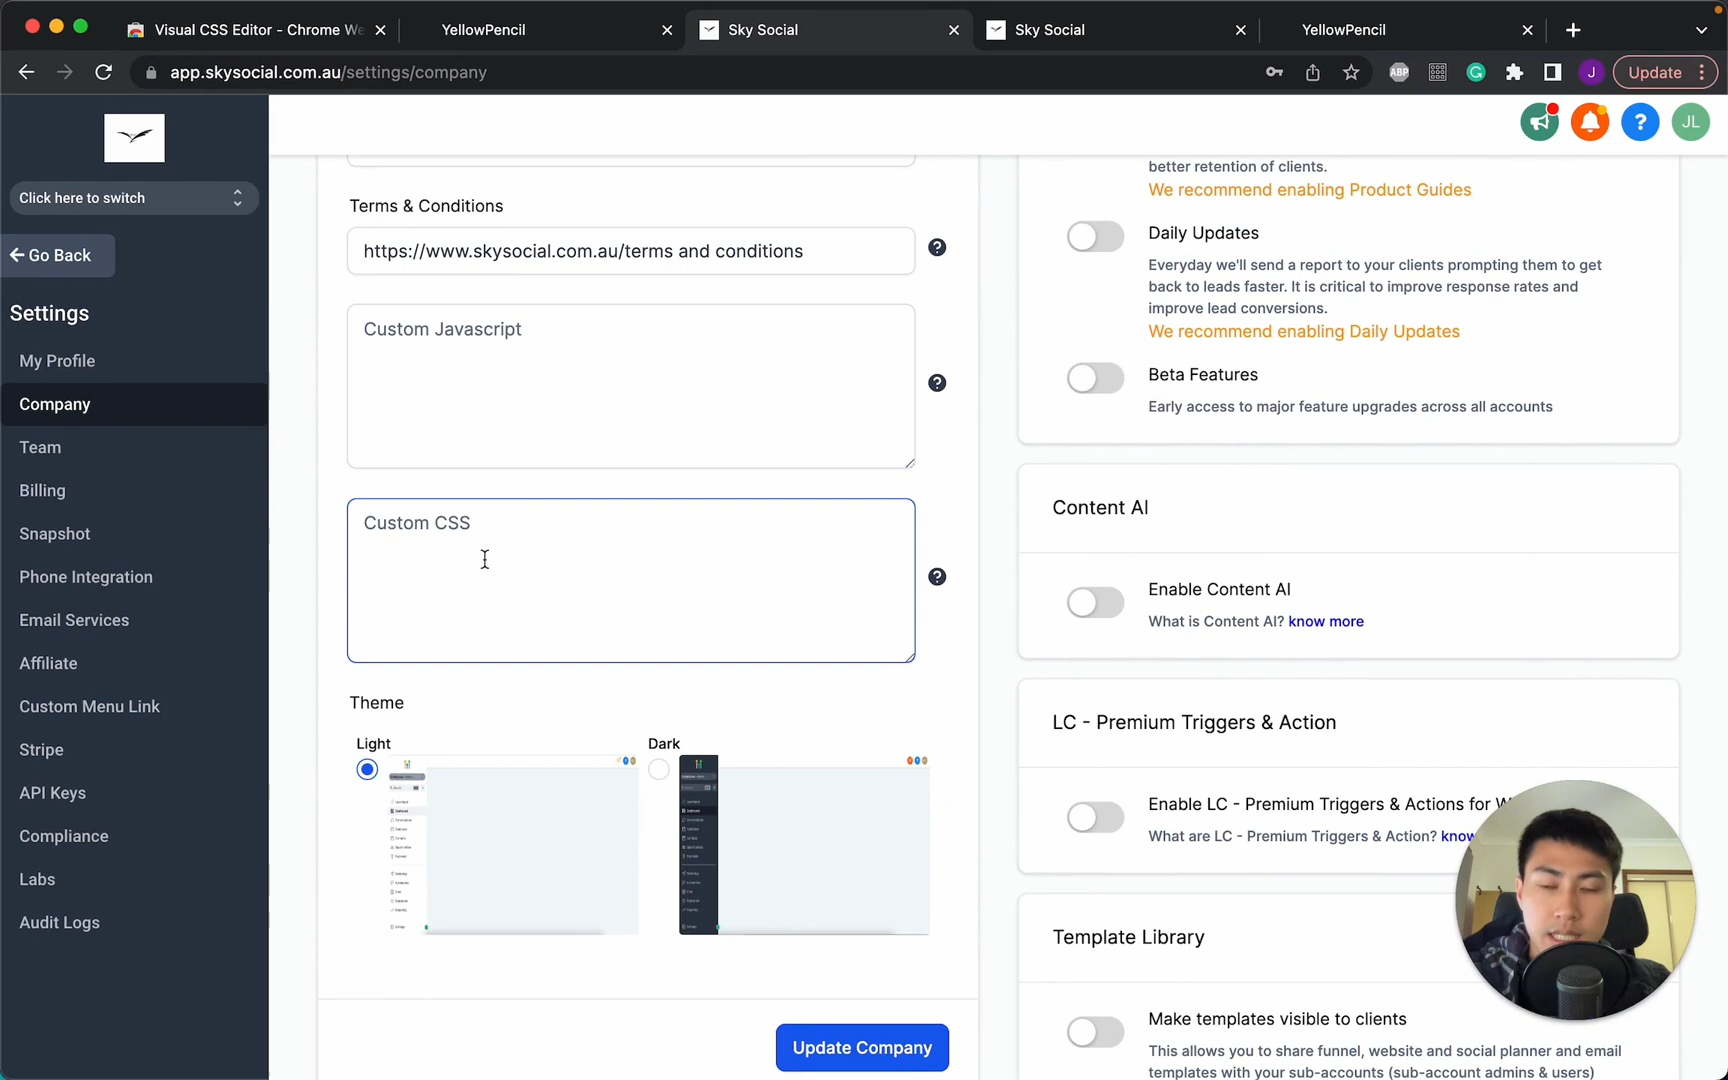 Visual CSS Editor - Chrome We
YellowPencil
Sky Social
Sky Social
YellowPencil
app.skysocial.com.au/settings/company
ABP
J
Update
Click here to switch
Go Back
Settings
My Profile
Company
Team
Billing
Snapshot
Phone Integration
Email Services
Affiliate
Custom Menu Link
Stripe
API Keys
Compliance
Labs
Audit Logs
?
JL
Terms & Conditions
https://www.skysocial.com.au/terms and conditions
?
Custom Javascript
?
Custom CSS
?
Theme
Light
Dark
Update Company
better retention of clients.
We recommend enabling Product Guides
Daily Updates
Everyday we'll send a report to your clients prompting them to get
back to leads faster. It is critical to improve response rates and
improve lead conversions.
We recommend enabling Daily Updates
Beta Features
Early access to major feature upgrades across all accounts
Content AI
Enable Content AI
What is Content AI? know more
LC - Premium Triggers & Action
Enable LC - Premium Triggers & Actions for W
What are LC - Premium Triggers & Action? know
Template Library
Make templates visible to clients
This allows you to share funnel, website and social planner and email
templates with your sub-accounts (sub-account admins & users)